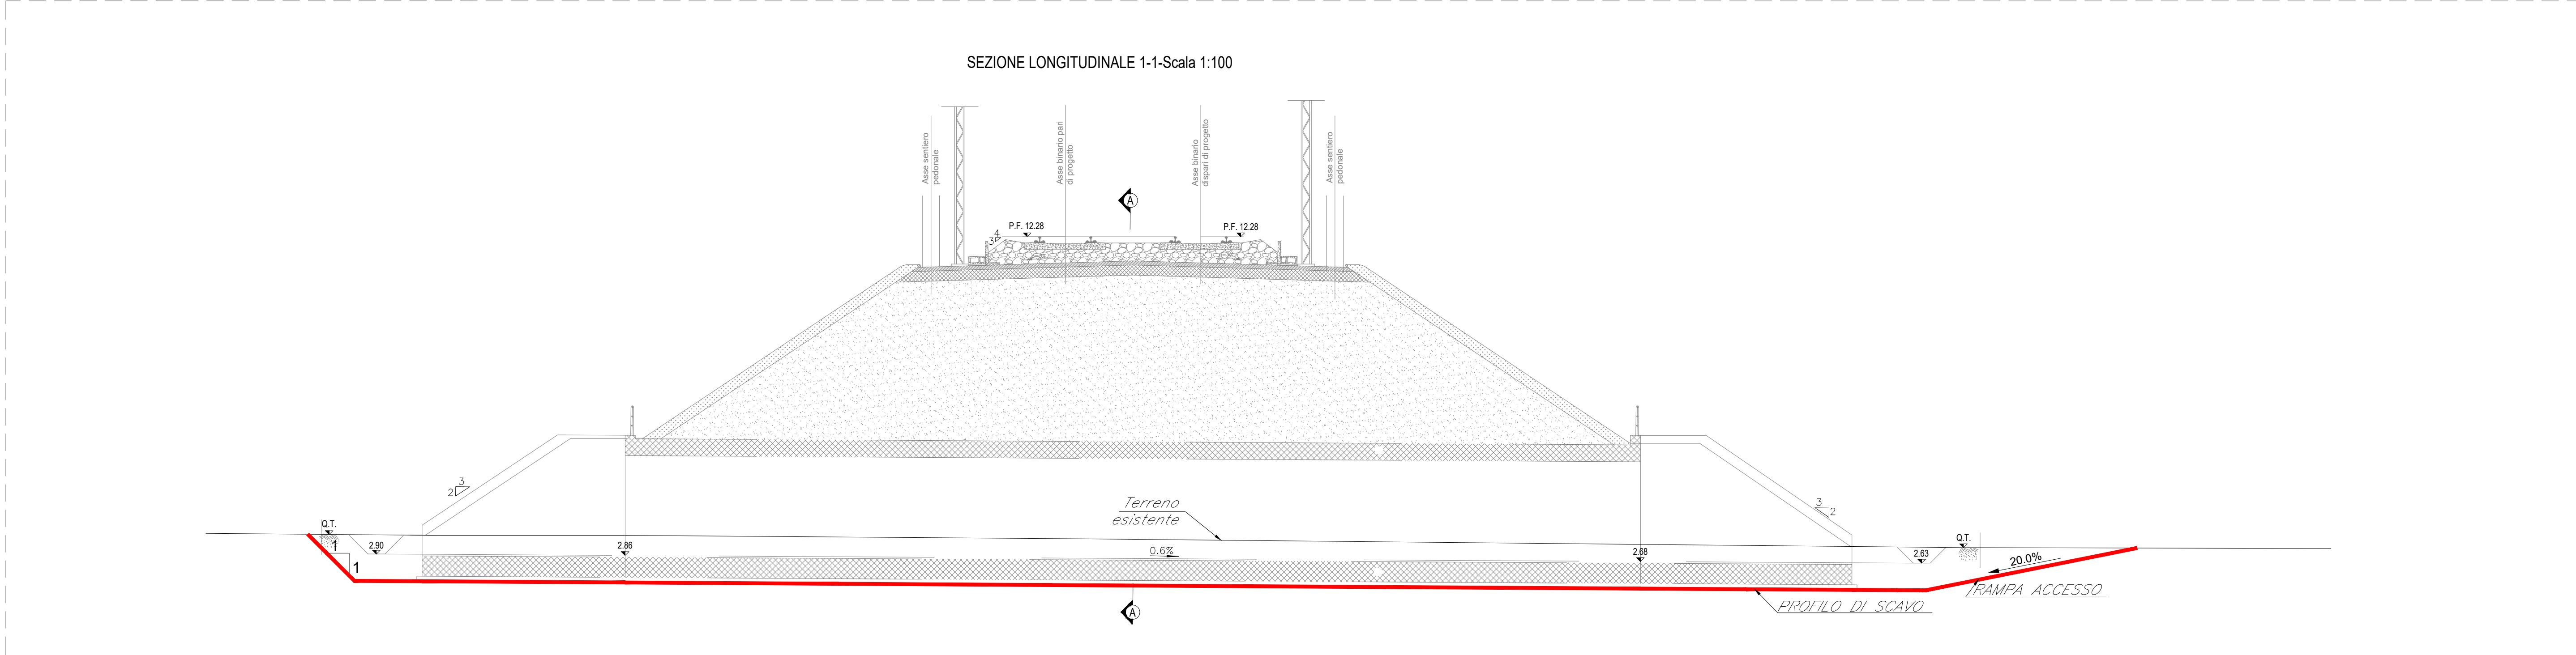 SEZIONE LONGITUDINALE 1-1-Scala 1:100
Asse sentiero
pedonale
Asse binario pari
di progetto
Asse binario
dispari di progetto
Asse sentiero
pedonale
A
P.F. 12.28
P.F. 12.28
4
3
3
2
3
2
Terreno
esistente
Q.T.
1
1
2.90
2.86
0.6%
2.68
2.63
Q.T.
20.0%
RAMPA ACCESSO
PROFILO DI SCAVO
A